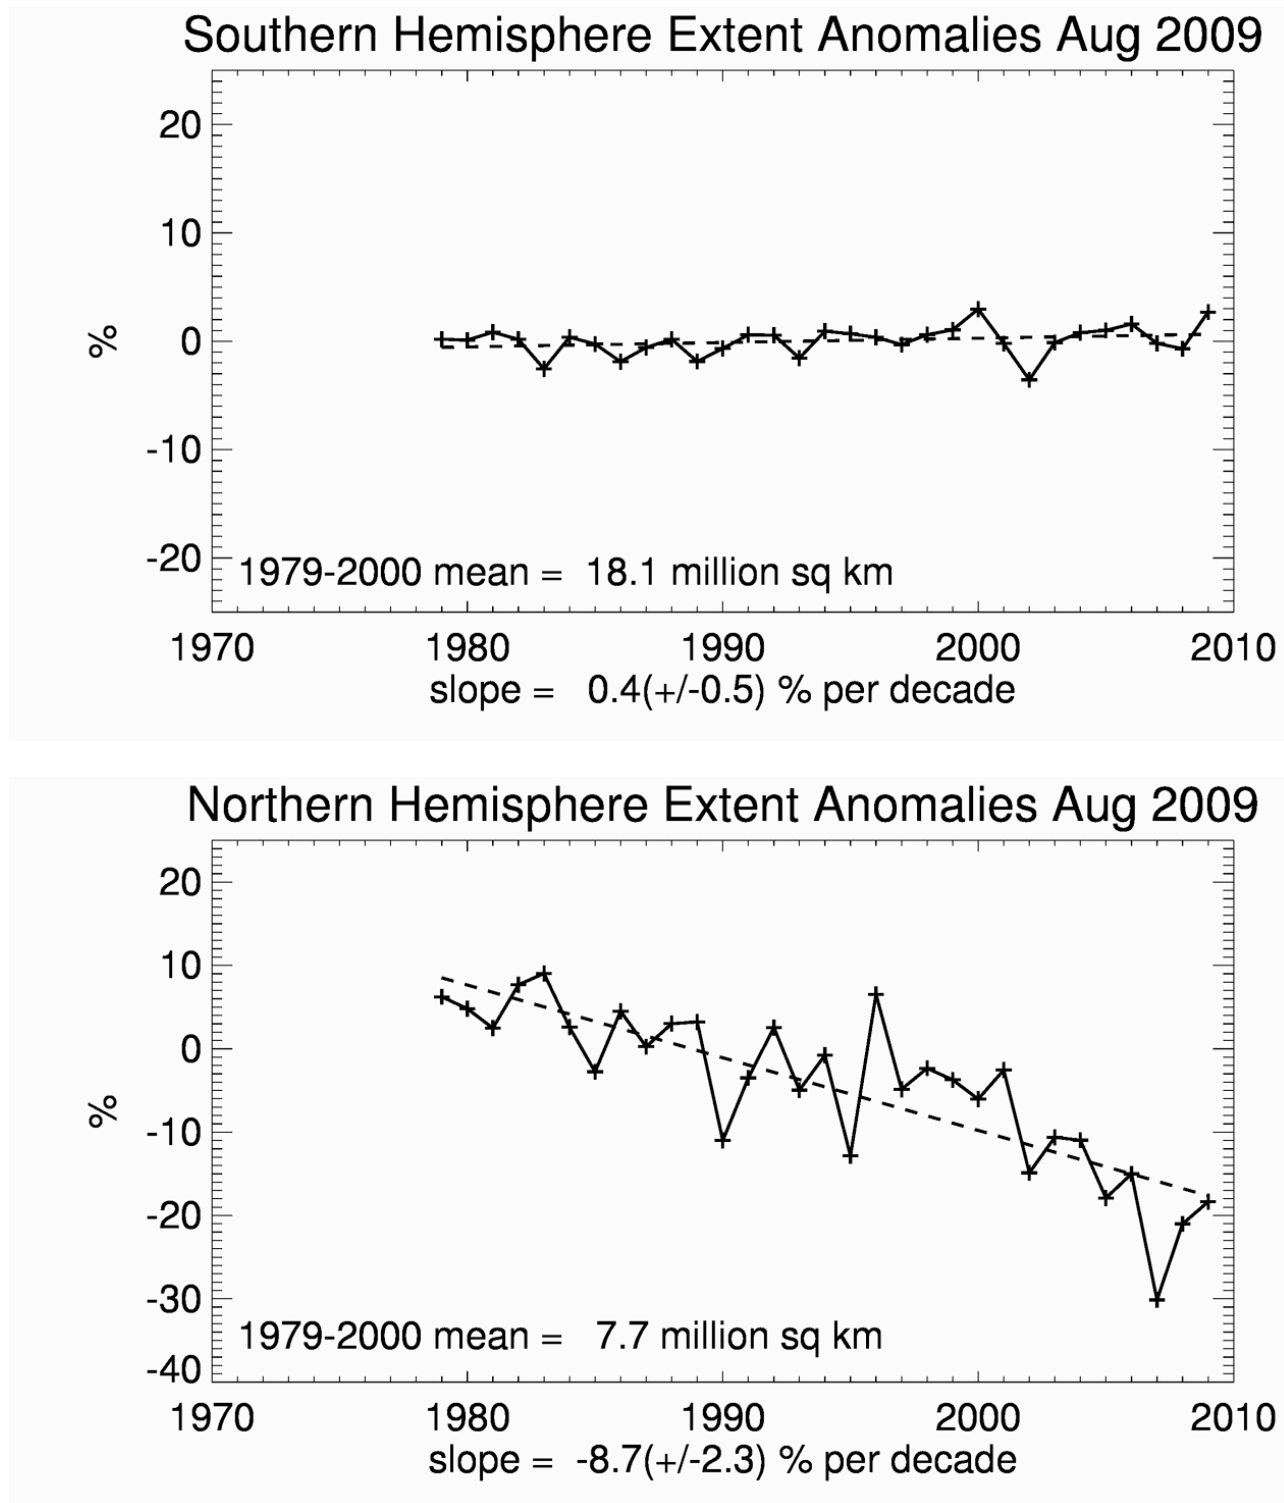 Southern Hemisphere Extent Anomalies Aug 2009
20
10
0
-10
-20
%
1979-2000 mean = 18.1 million sq km
1970 1980 1990 2000 2010
slope = 0.4(+/-0.5) % per decade
Northern Hemisphere Extent Anomalies Aug 2009
20
10
0
-10
-20
-30
-40
%
1979-2000 mean = 7.7 million sq km
1970 1980 1990 2000 2010
slope = -8.7(+/-2.3) % per decade